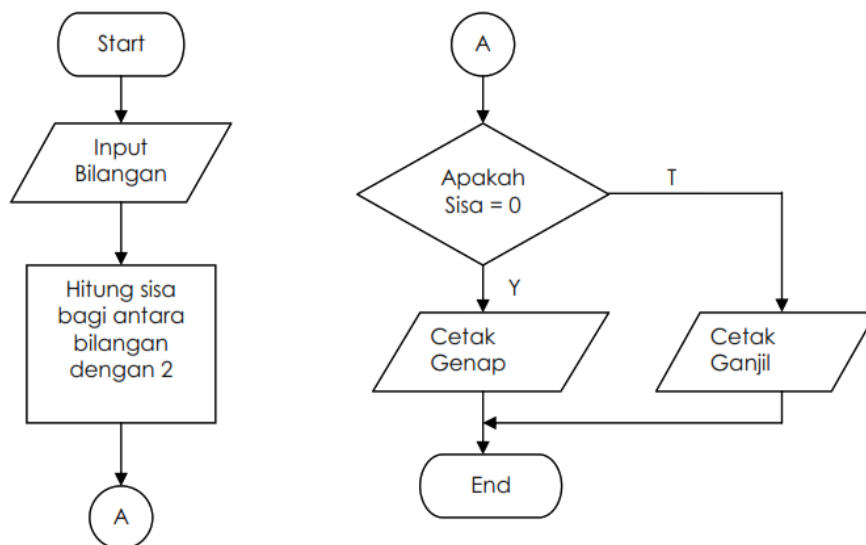 Start
Input
Bilangan
Hitung sisa
bagi antara
bilangan
dengan 2
A
A
Apakah
Sisa = 0
T
Y
Cetak
Genap
Cetak
Ganjil
End